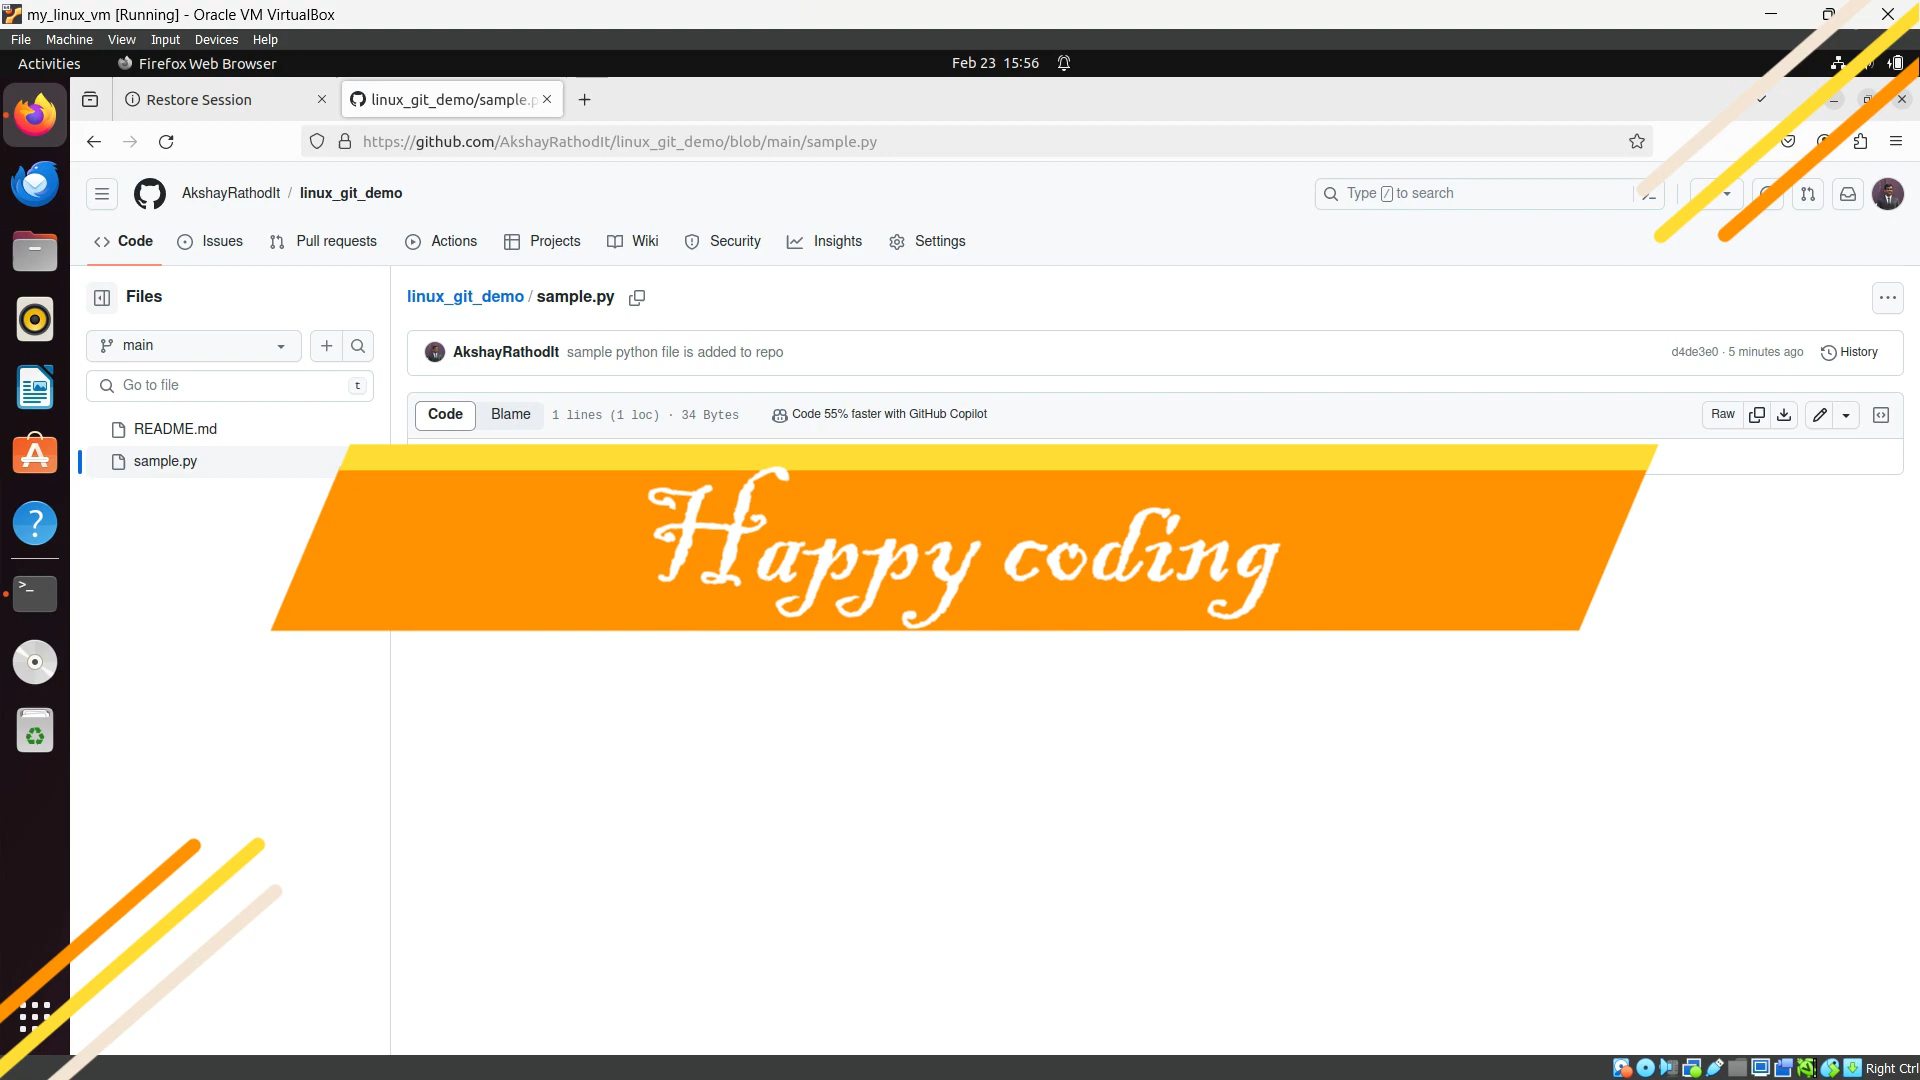 my_linux_vm [Running] - Oracle VM VirtualBox
File Machine View Input Devices Help
Activities Firefox Web Browser Feb 23 15:56
Restore Session linux_git_demo/sample.p
https://github.com/AkshayRathodIt/linux_git_demo/blob/main/sample.py
AkshayRathodIt / linux_git_demo Type / to search
Code Issues Pull requests Actions Projects Wiki Security Insights Settings
Files linux_git_demo / sample.py
main
AkshayRathodIt sample python file is added to repo d4de3e0 · 5 minutes ago History
Go to file t
Code Blame 1 lines (1 loc) · 34 Bytes Code 55% faster with GitHub Copilot Raw
README.md
sample.py
Happy coding
Right Ctrl